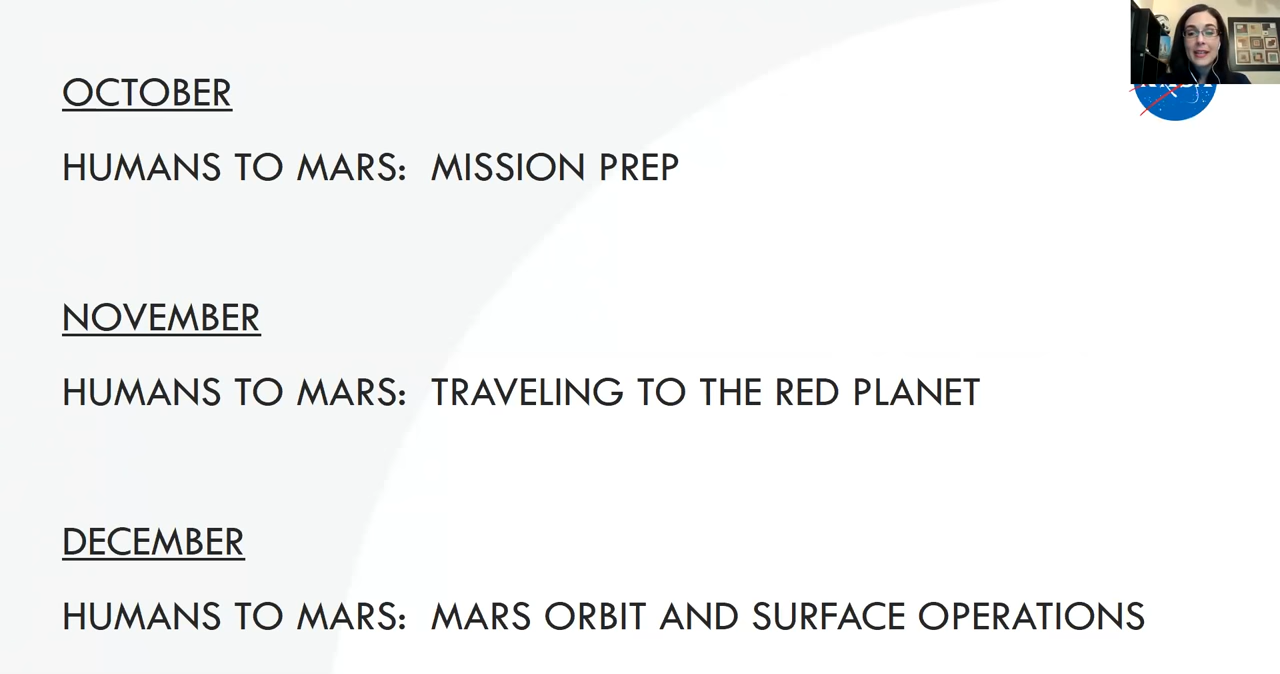 OCTOBER
HUMANS TO MARS: MISSION PREP
NOVEMBER
HUMANS TO MARS: TRAVELING TO THE RED PLANET
DECEMBER
HUMANS TO MARS: MARS ORBIT AND SURFACE OPERATIONS